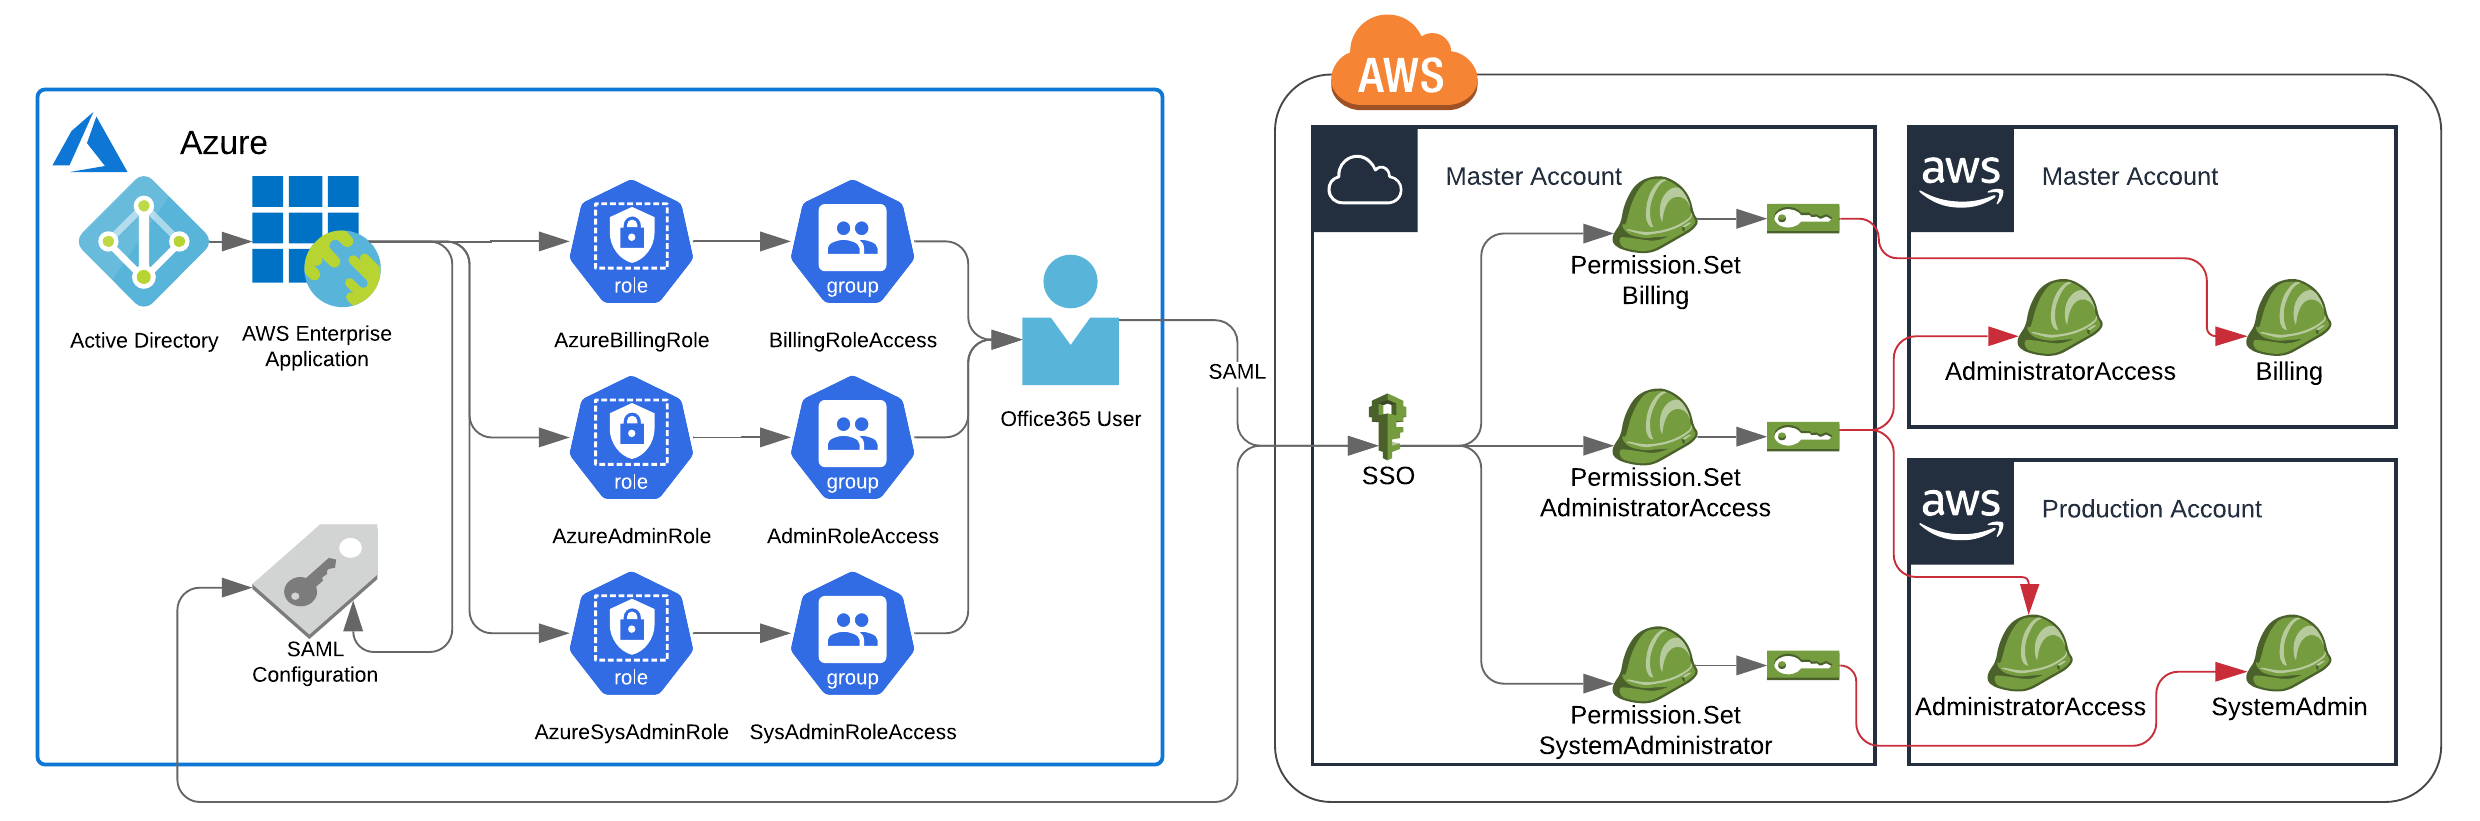 Azure
Active Directory
AWS Enterprise
Application
role
AzureBillingRole
group
BillingRoleAccess
role
AzureAdminRole
group
AdminRoleAccess
role
AzureSysAdminRole
group
SysAdminRoleAccess
Office365 User
SAML
Configuration
SAML
AWS
Master Account
SSO
Permission.Set
Billing
Permission.Set
AdministratorAccess
Permission.Set
SystemAdministrator
aws
Master Account
AdministratorAccess
Billing
aws
Production Account
AdministratorAccess
SystemAdmin